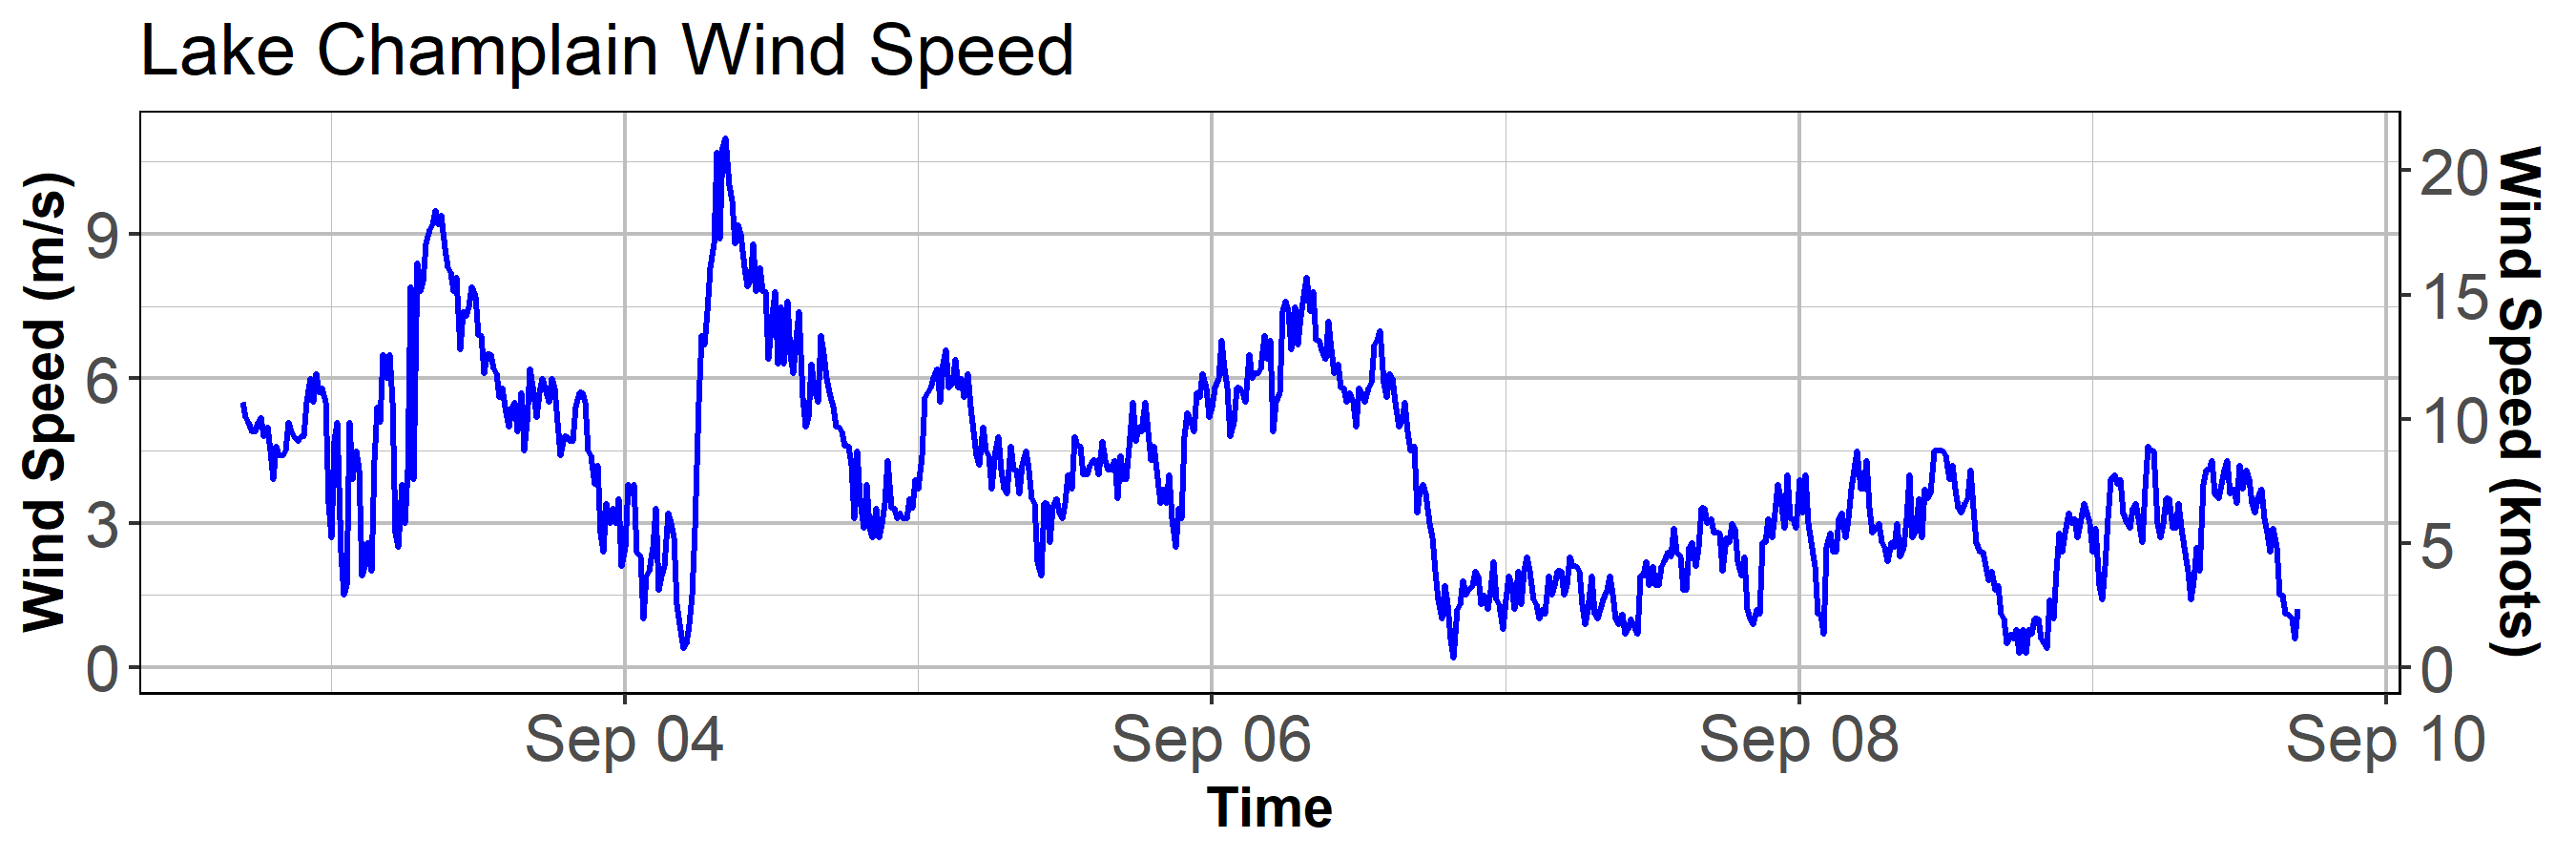 Lake Champlain Wind Speed
Wind Speed (m/s)
9
6
3
0
20
15
10
5
0
Wind Speed (knots)
Sep 04
Sep 06
Sep 08
Sep 10
Time